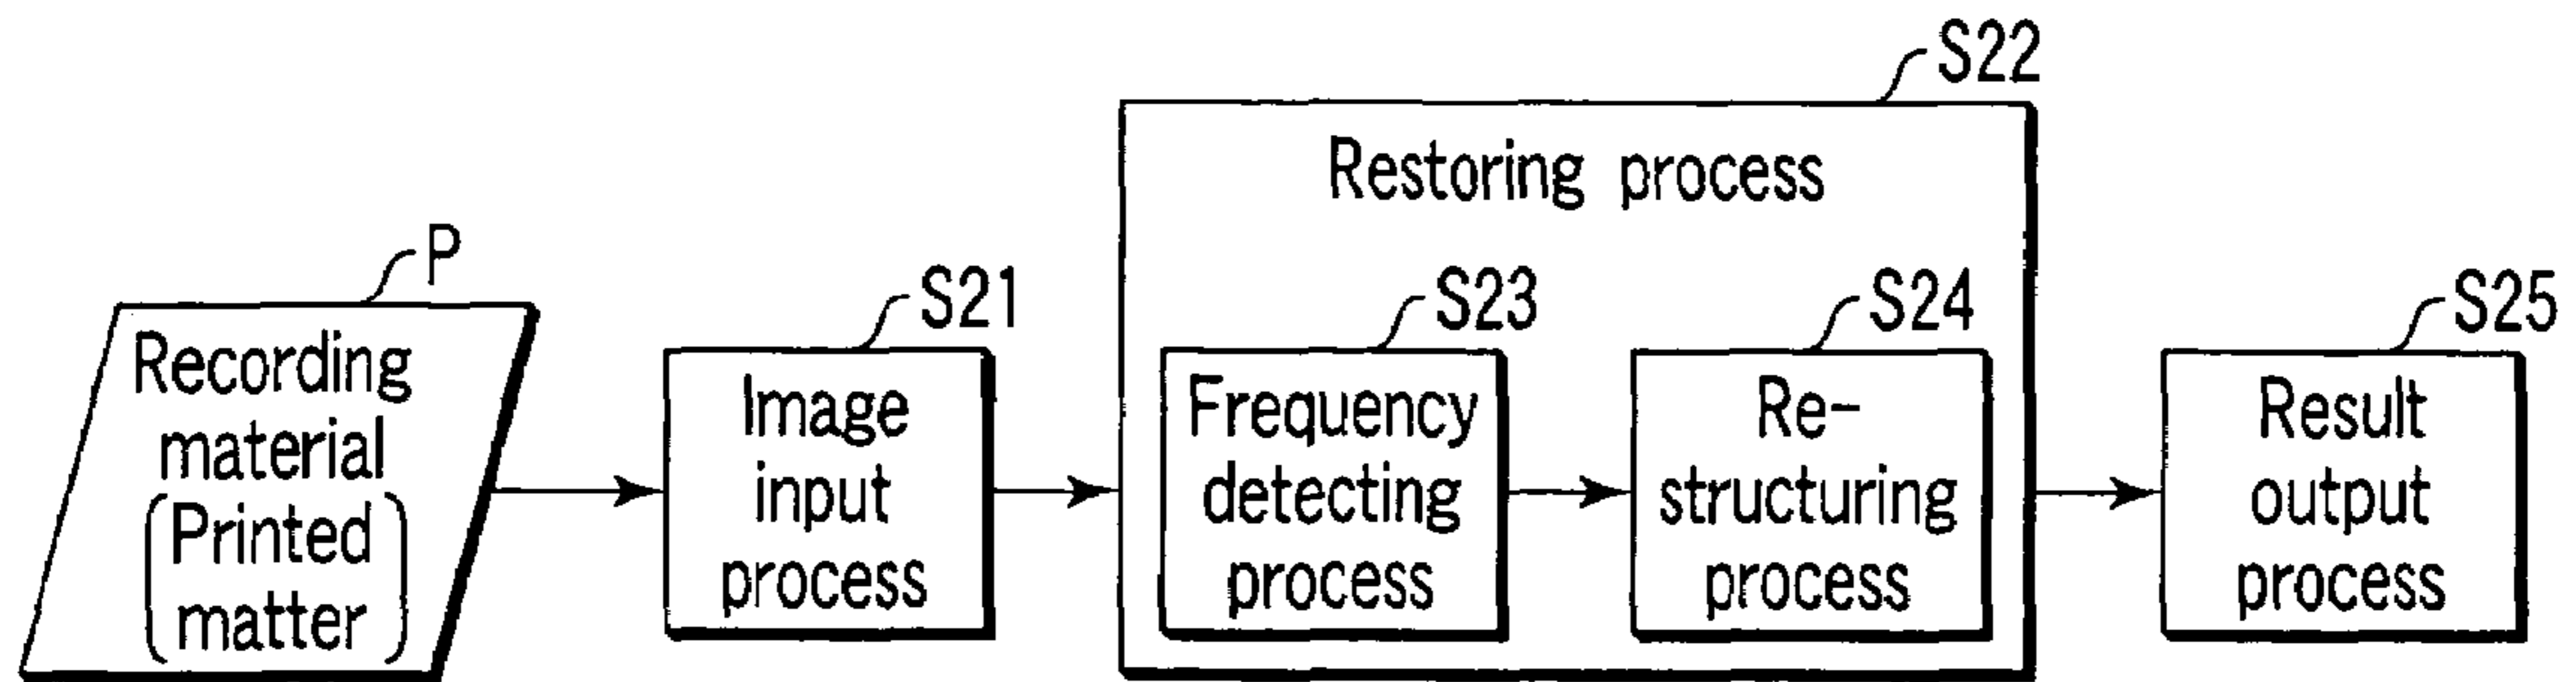 P
Recording
material
(Printed
matter)
S21
Image
input
process
S22
Restoring process
S23
Frequency
detecting
process
S24
Re-
structuring
process
S25
Result
output
process